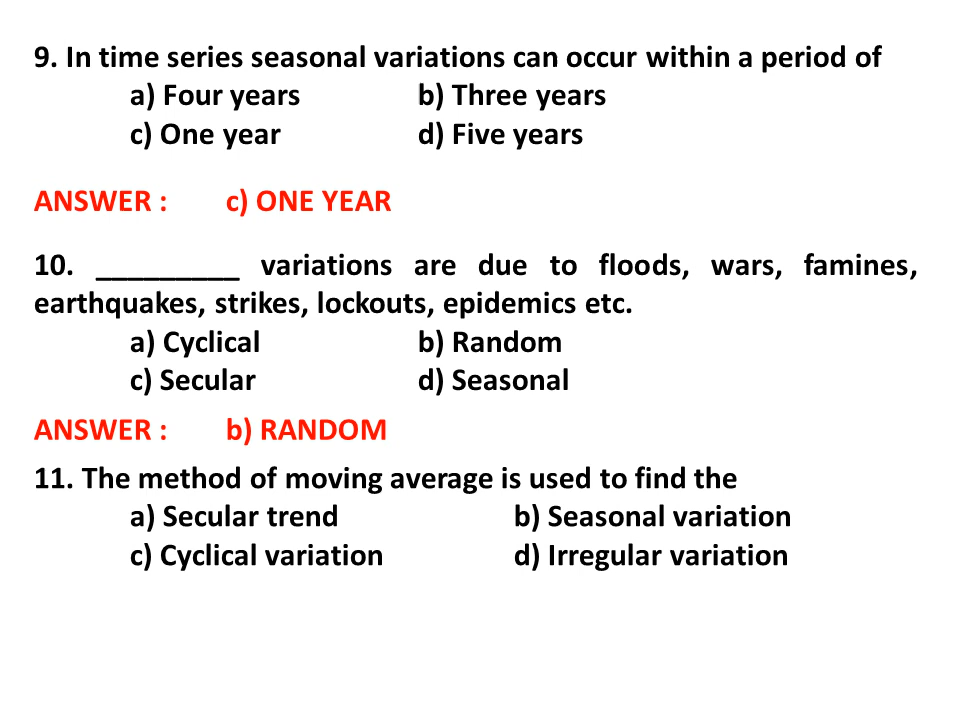 9. In time series seasonal variations can occur within a period of
a) Four years b) Three years
c) One year d) Five years
ANSWER : c) ONE YEAR
10. _________ variations are due to floods, wars, famines,
earthquakes, strikes, lockouts, epidemics etc.
a) Cyclical b) Random
c) Secular d) Seasonal
ANSWER : b) RANDOM
11. The method of moving average is used to find the
a) Secular trend b) Seasonal variation
c) Cyclical variation d) Irregular variation